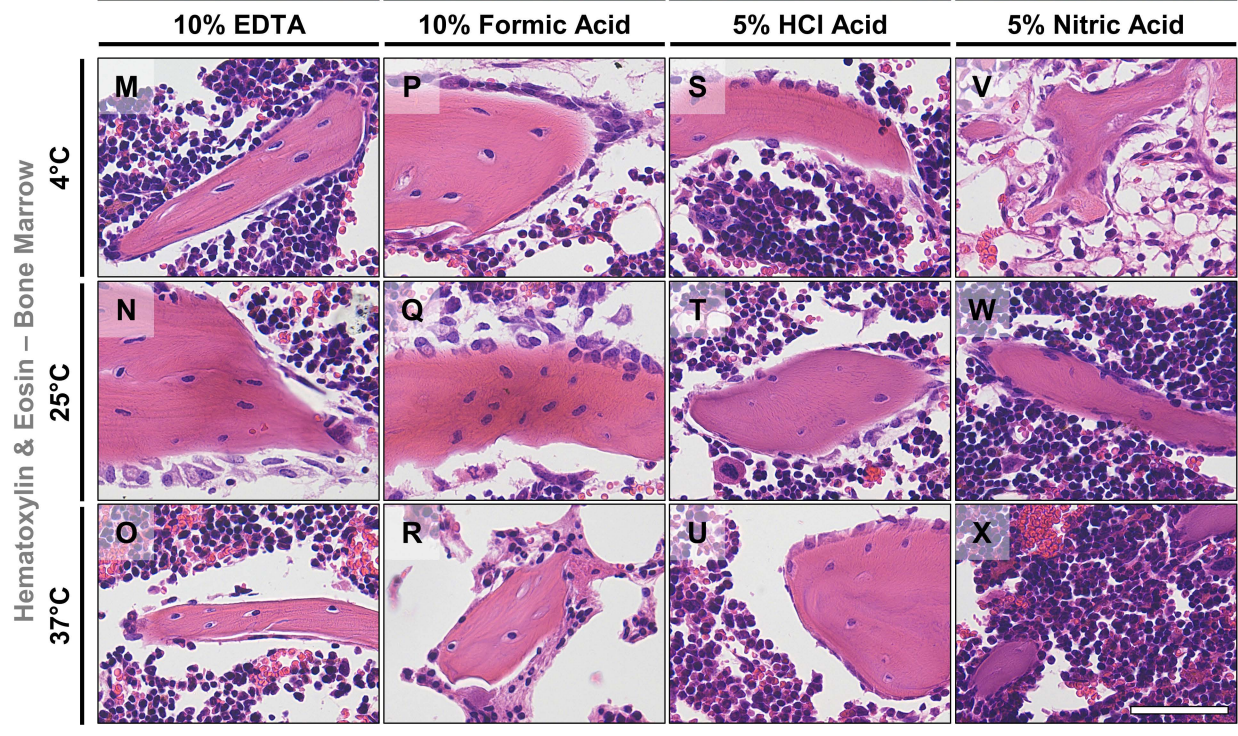 10% EDTA 10% Formic Acid 5% HCl Acid 5% Nitric Acid
Hematoxylin & Eosin – Bone Marrow
4°C
M P S V
25°C
N Q T W
37°C
O R U X